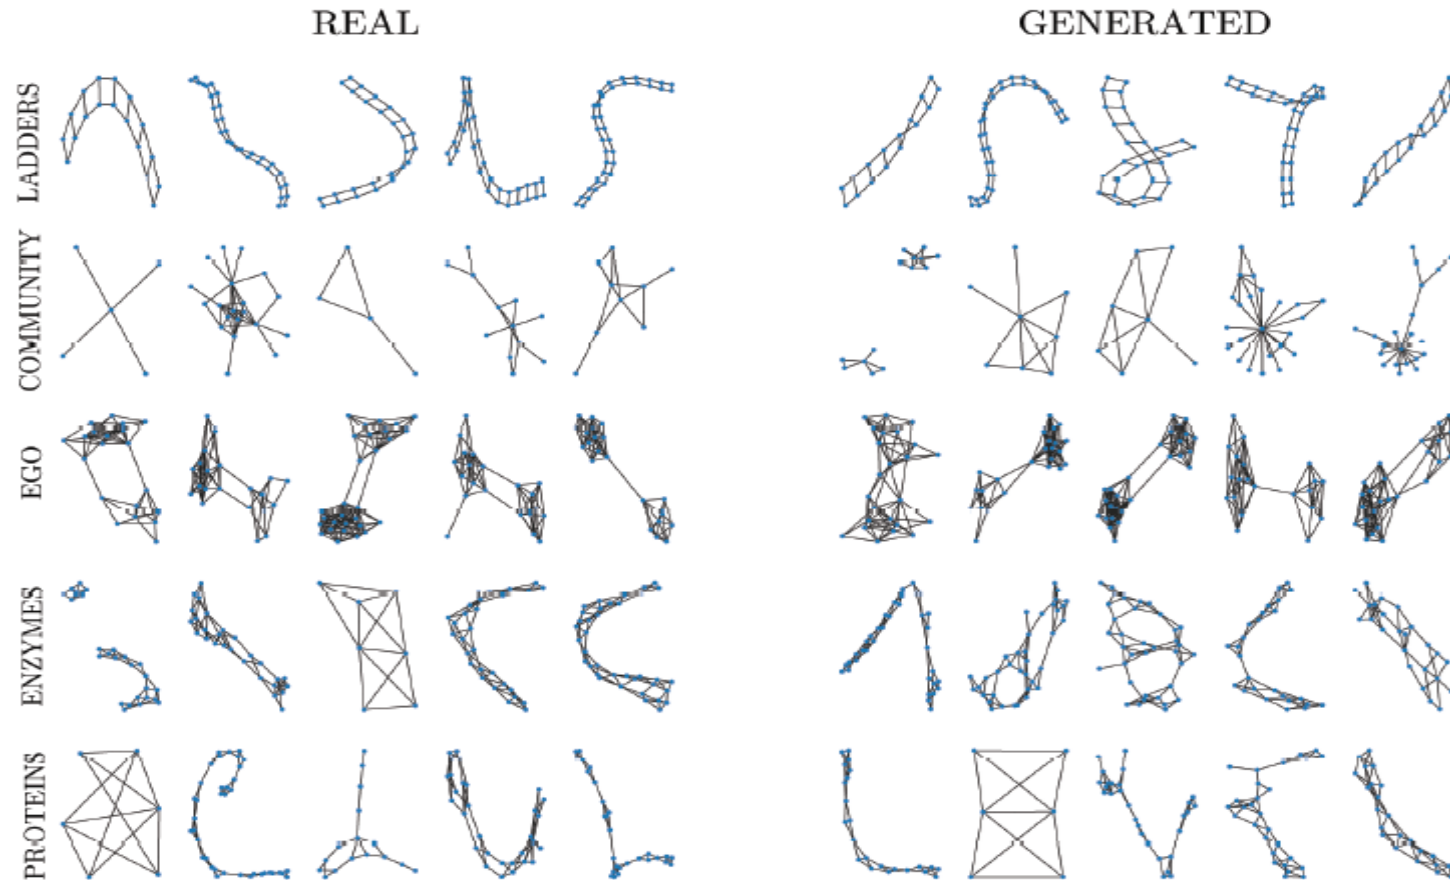 REAL
GENERATED
LADDERS
COMMUNITY
EGO
ENZYMES
PROTEINS